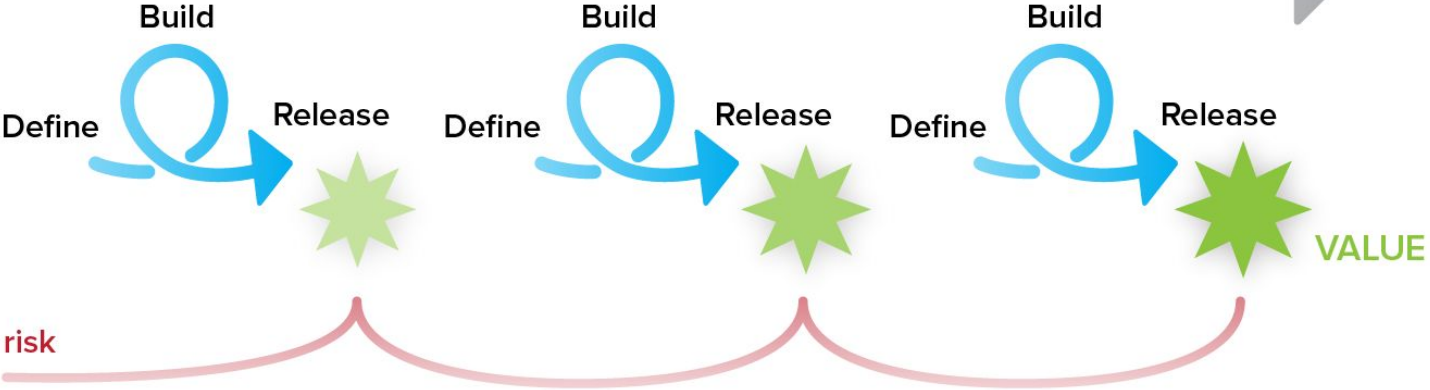 Build
Build
Build
Define
Release
Define
Release
Define
Release
VALUE
risk